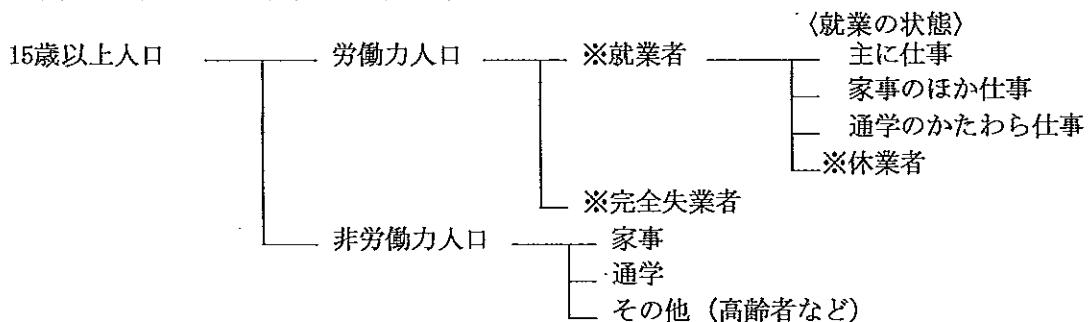 〈就業の状態〉
15歳以上人口 労働力人口 ※就業者 主に仕事
家事のほか仕事
通学のかたわら仕事
※休業者
※完全失業者
非労働力人口 家事
通学
その他（高齢者など）